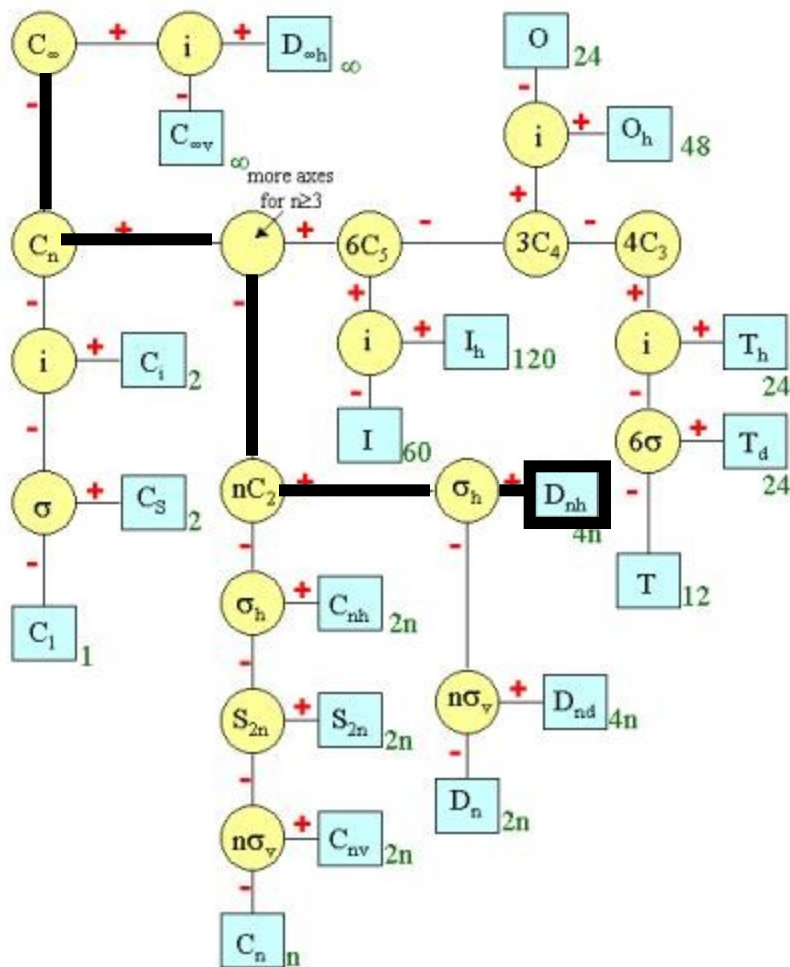 C∞ + i + D∞h ∞
O 24
- - -
C∞v ∞
i + Oh 48
more axes
for n≥3
+
Cn + + 6C5 - 3C4 - 4C3
- - + +
i + Ci 2
i + Ih 120
i + Th 24
- - -
I 60
6σ + Td 24
σ + CS 2
nC2 + σh + Dnh 4n
- - - -
T 12
C1 1
σh + Cnh 2n
-
S2n + S2n 2n
nσv + Dnd 4n
- -
Dn 2n
nσv + Cnv 2n
-
Cn n